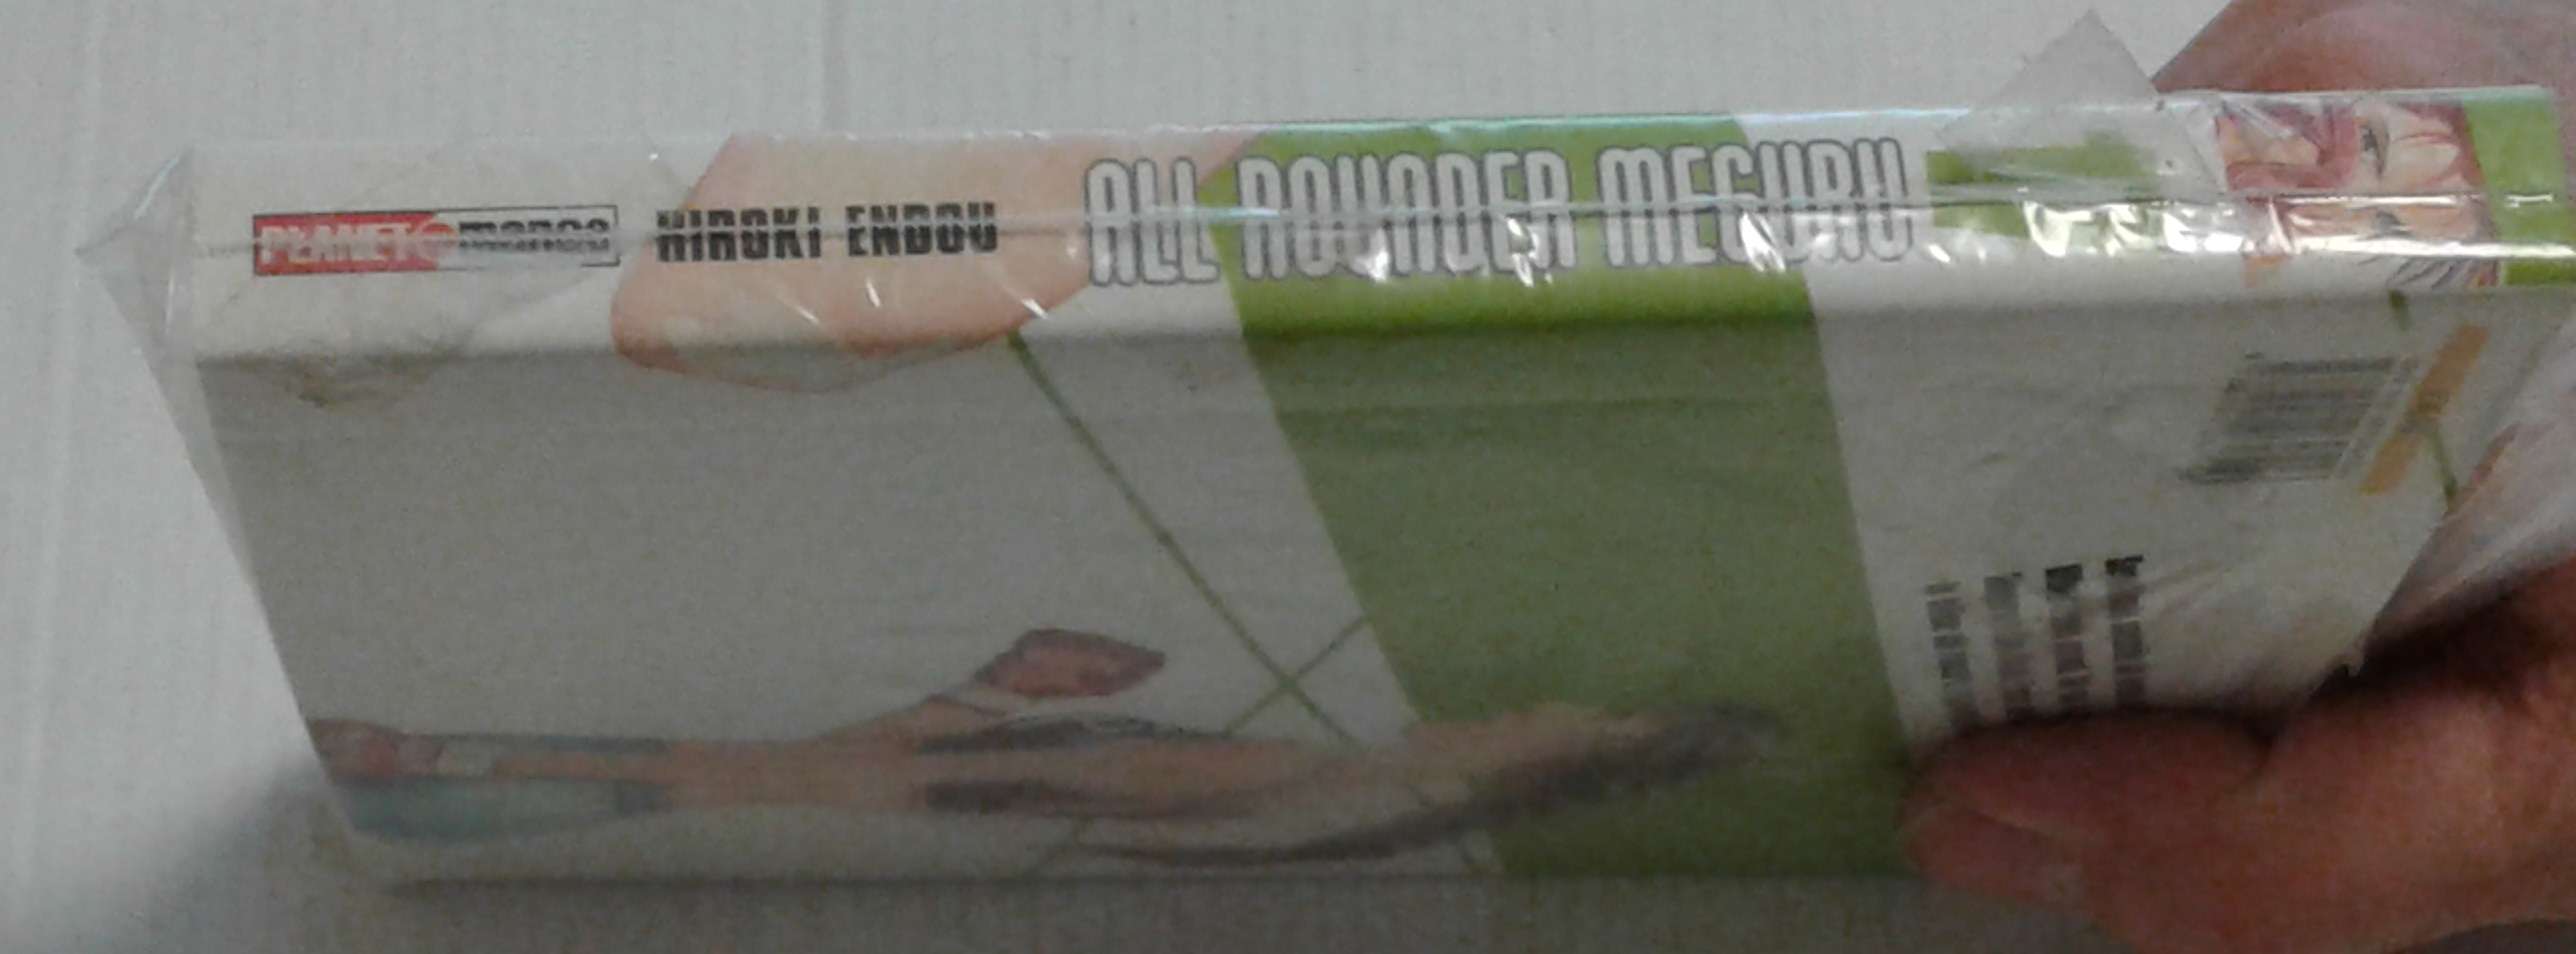 PLANET manga
HIROKI ENDOU
ALL ROUNDER MEGURU